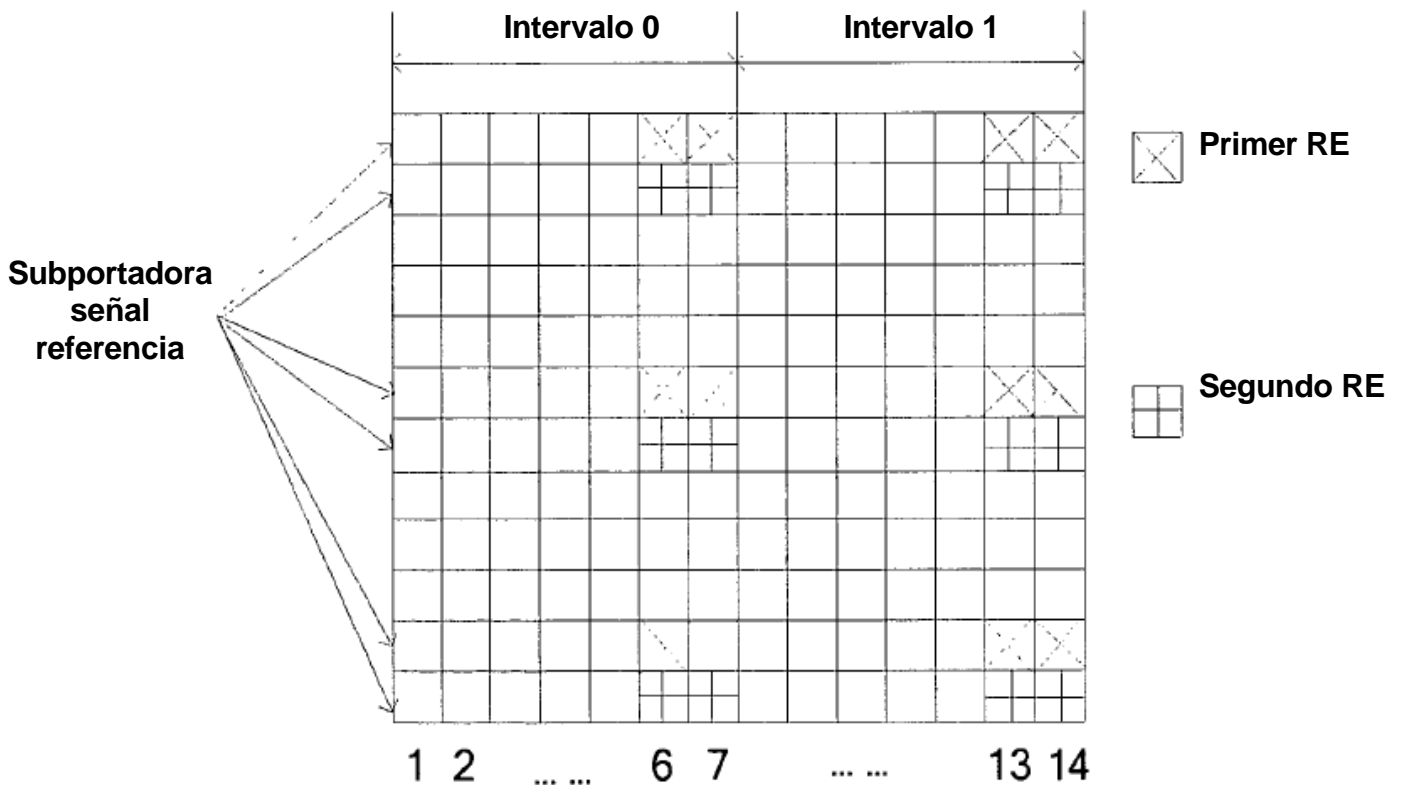 Intervalo 0
Intervalo 1
Primer RE
Subportadora
señal
referencia
Segundo RE
1 2 ... ... 6 7 ... ... 13 14